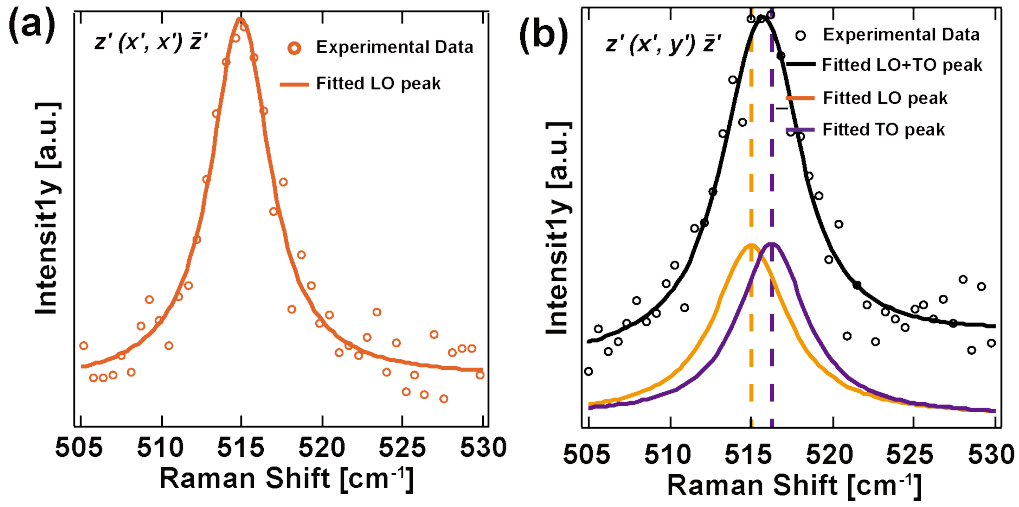 (a)
z' (x', x') z̄'
Experimental Data
Fitted LO peak
Intensit1y [a.u.]
505 510 515 520 525 530
Raman Shift [cm⁻¹]
(b)
z' (x', y') z̄'
Experimental Data
Fitted LO+TO peak
Fitted LO peak
Fitted TO peak
Intensit1y [a.u.]
505 510 515 520 525 530
Raman Shift [cm⁻¹]